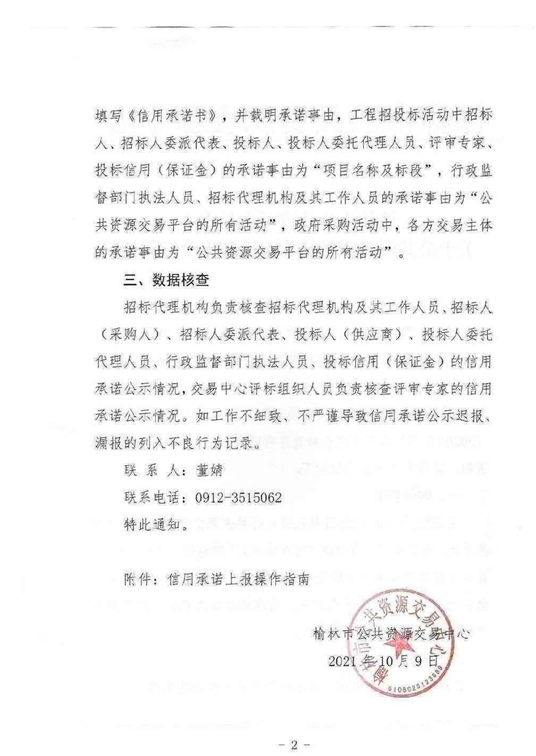 填写《信用承诺书》，并载明承诺事由，工程招投标活动中招标
人、招标人委派代表、投标人、投标人委托代理人员、评审专家、
投标信用（保证金）的承诺事由为“项目名称及标段”，行政监
督部门执法人员、招标代理机构及其工作人员的承诺事由为“公
共资源交易平台的所有活动”，政府采购活动中，各方交易主体
的承诺事由为“公共资源交易平台的所有活动”。
三、数据核查
招标代理机构负责核查招标代理机构及其工作人员、招标人
（采购人）、招标人委派代表、投标人（供应商）、投标人委托
代理人员、行政监督部门执法人员、投标信用（保证金）的信用
承诺公示情况，交易中心评标组织人员负责核查评审专家的信用
承诺公示情况。如工作不细致、不严谨导致信用承诺公示迟报、
漏报的列入不良行为记录。
联 系 人：董婧
联系电话：0912-3515062
特此通知。
附件：信用承诺上报操作指南
榆林市公共资源交易中心
2021年10月9日
榆林市公共资源交易中心
- 2 -